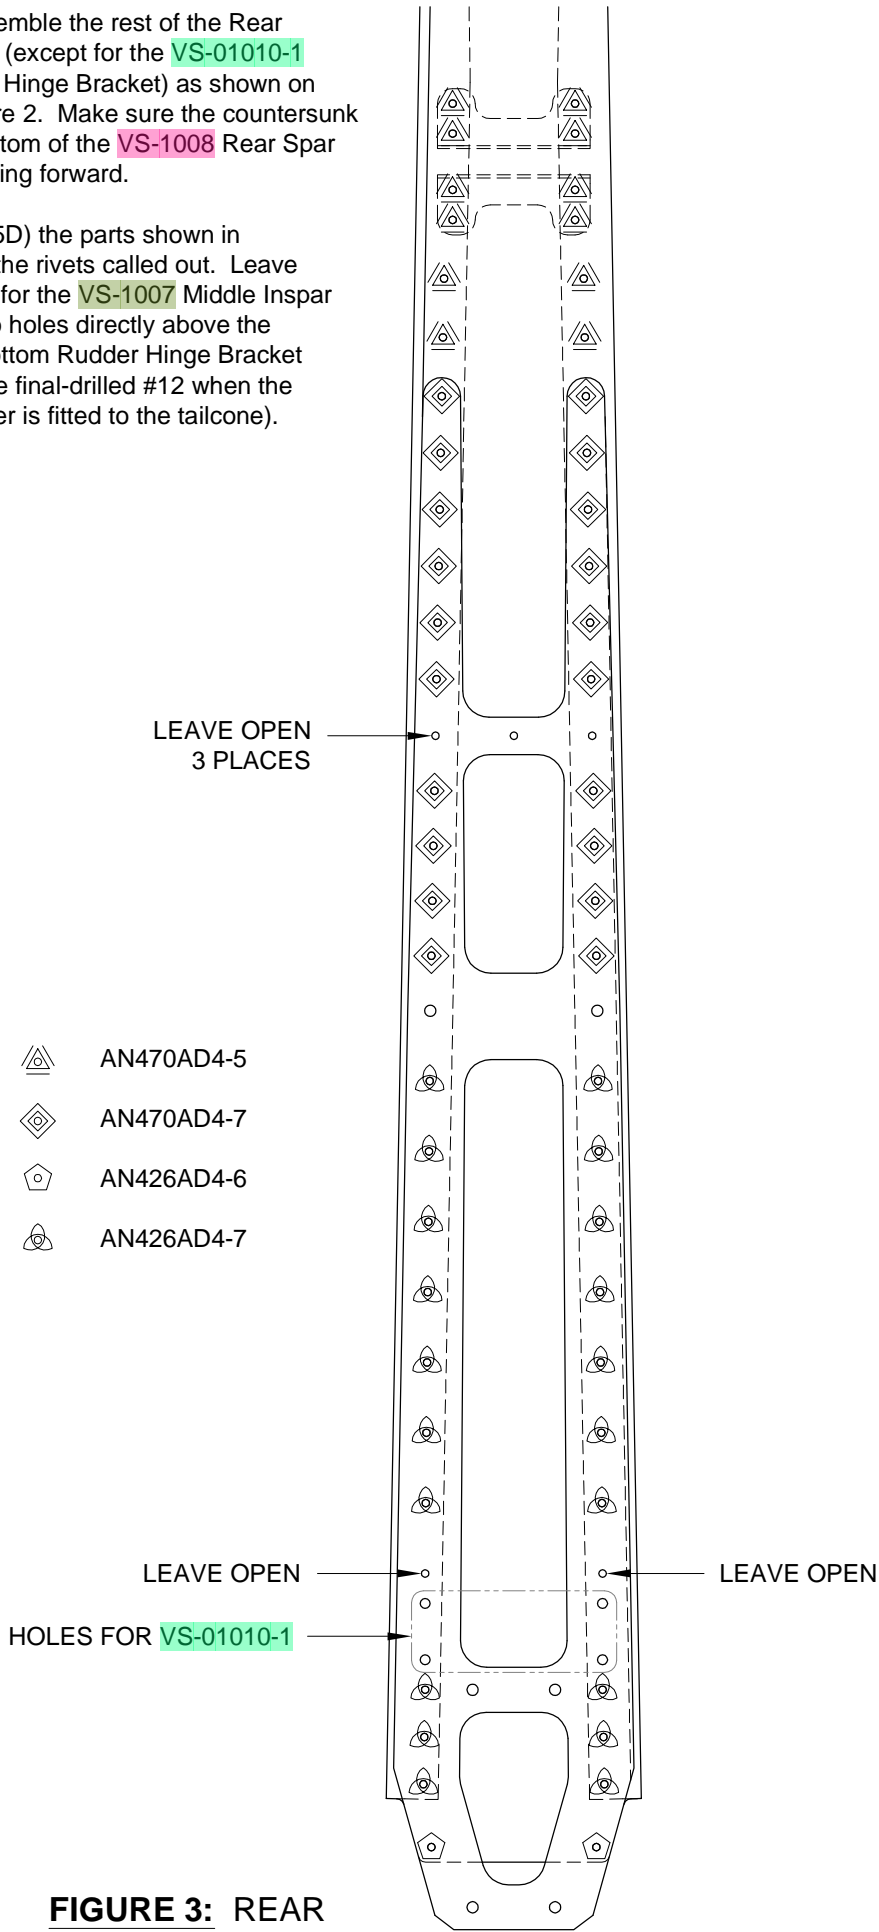 emble the rest of the Rear
(except for the VS-01010-1
Hinge Bracket) as shown on
re 2. Make sure the countersunk
ttom of the VS-1008 Rear Spar
ing forward.
5D) the parts shown in
the rivets called out. Leave
for the VS-1007 Middle Inspar
o holes directly above the
ottom Rudder Hinge Bracket
e final-drilled #12 when the
er is fitted to the tailcone).
LEAVE OPEN
3 PLACES
AN470AD4-5
AN470AD4-7
AN426AD4-6
AN426AD4-7
LEAVE OPEN
LEAVE OPEN
HOLES FOR VS-01010-1
FIGURE 3: REAR